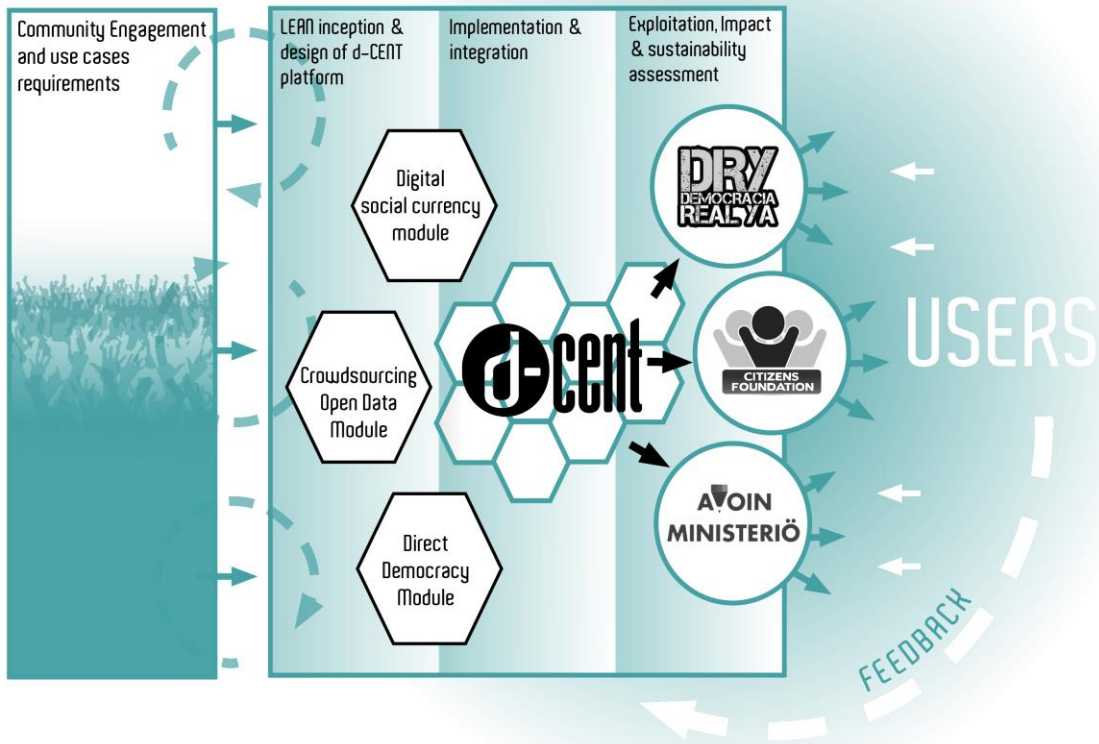 Community Engagement
and use cases
requirements
LEAN inception &
design of d-CENT
platform
Implementation &
integration
Exploitation, Impact
& sustainability
assessment
Digital
social currency
module
Crowdsourcing
Open Data
Module
Direct
Democracy
Module
d-cent
DRY
DEMOCRACIA
REAL YA
CITIZENS
FOUNDATION
AVOIN
MINISTERIÖ
USERS
FEEDBACK